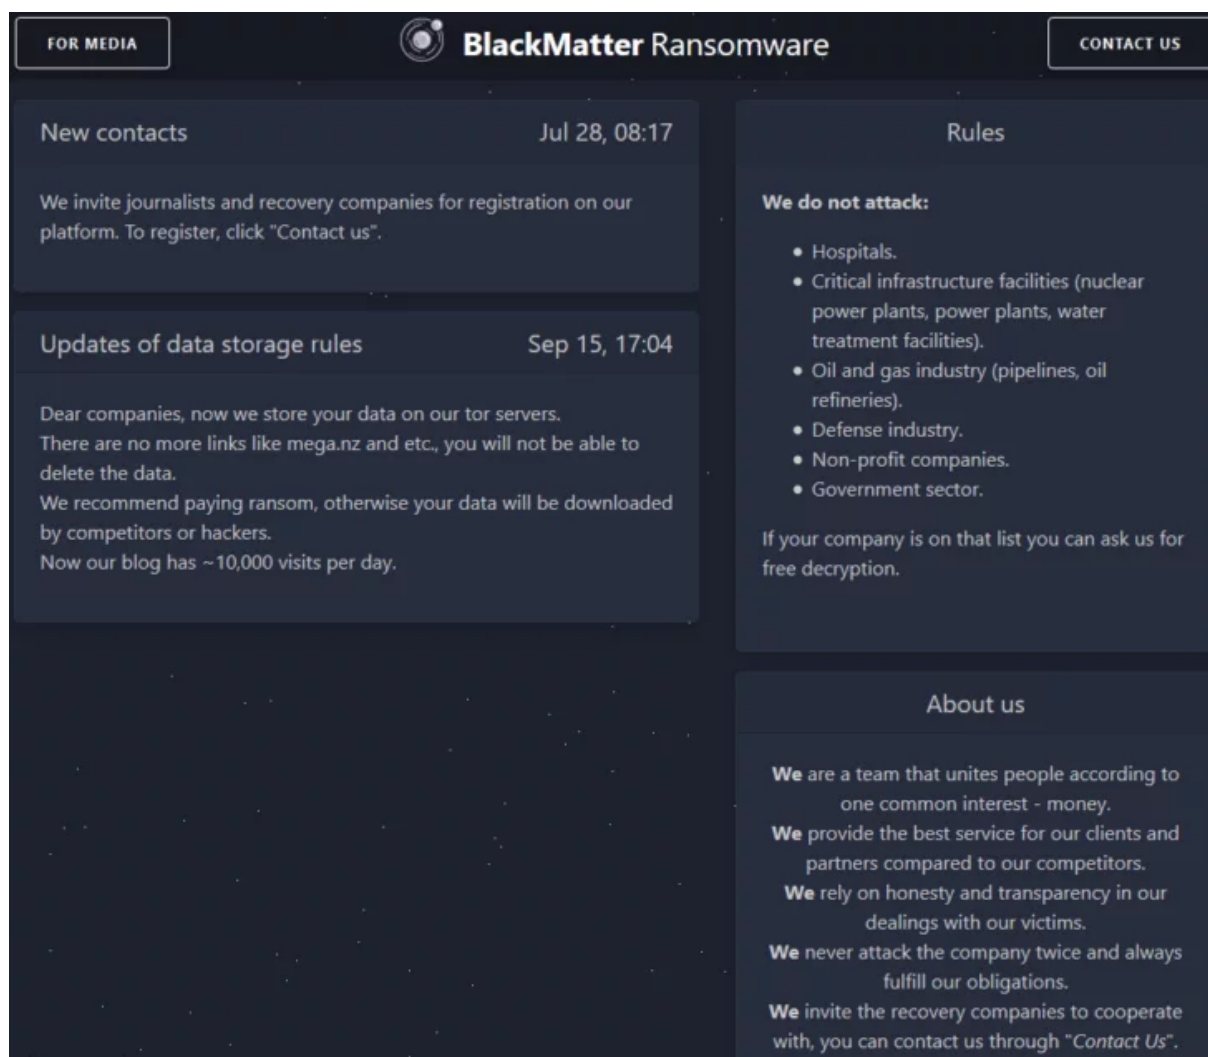 FOR MEDIA
BlackMatter Ransomware
CONTACT US
New contacts
Jul 28, 08:17
We invite journalists and recovery companies for registration on our
platform. To register, click "Contact us".
Updates of data storage rules
Sep 15, 17:04
Dear companies, now we store your data on our tor servers.
There are no more links like mega.nz and etc., you will not be able to
delete the data.
We recommend paying ransom, otherwise your data will be downloaded
by competitors or hackers.
Now our blog has ~10,000 visits per day.
Rules
We do not attack:
• Hospitals.
• Critical infrastructure facilities (nuclear
power plants, power plants, water
treatment facilities).
• Oil and gas industry (pipelines, oil
refineries).
• Defense industry.
• Non-profit companies.
• Government sector.
If your company is on that list you can ask us for
free decryption.
About us
We are a team that unites people according to
one common interest - money.
We provide the best service for our clients and
partners compared to our competitors.
We rely on honesty and transparency in our
dealings with our victims.
We never attack the company twice and always
fulfill our obligations.
We invite the recovery companies to cooperate
with, you can contact us through "Contact Us".